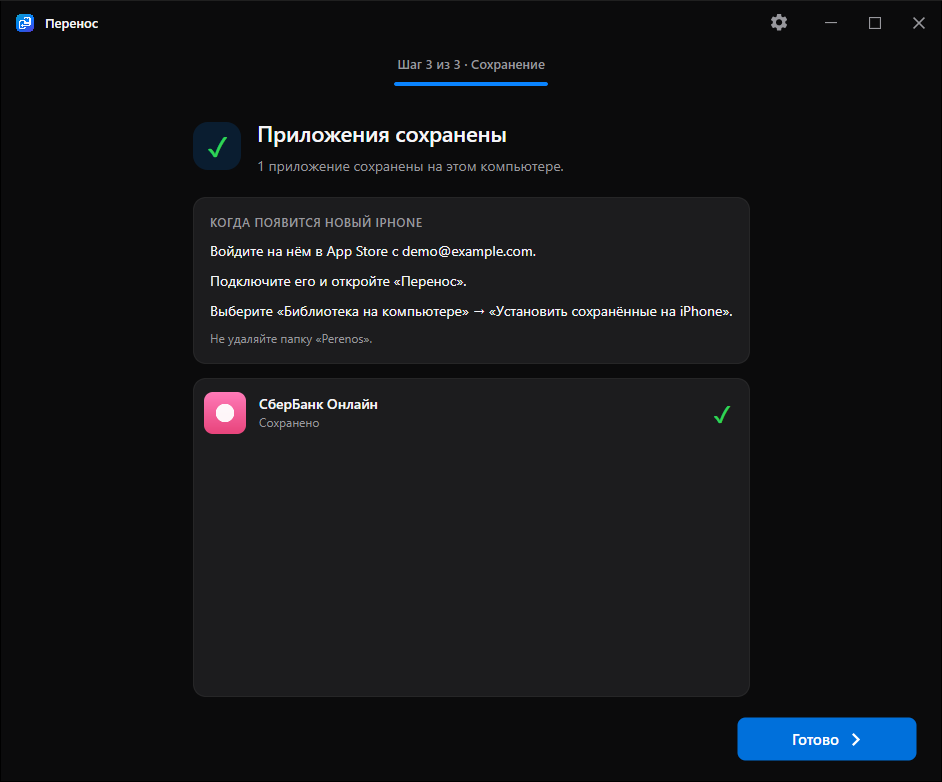 Перенос
Шаг 3 из 3 · Сохранение
Приложения сохранены
1 приложение сохранены на этом компьютере.
КОГДА ПОЯВИТСЯ НОВЫЙ IPHONE
Войдите на нём в App Store с demo@example.com.
Подключите его и откройте «Перенос».
Выберите «Библиотека на компьютере» → «Установить сохранённые на iPhone».
Не удаляйте папку «Perenos».
СберБанк Онлайн
Сохранено
Готово